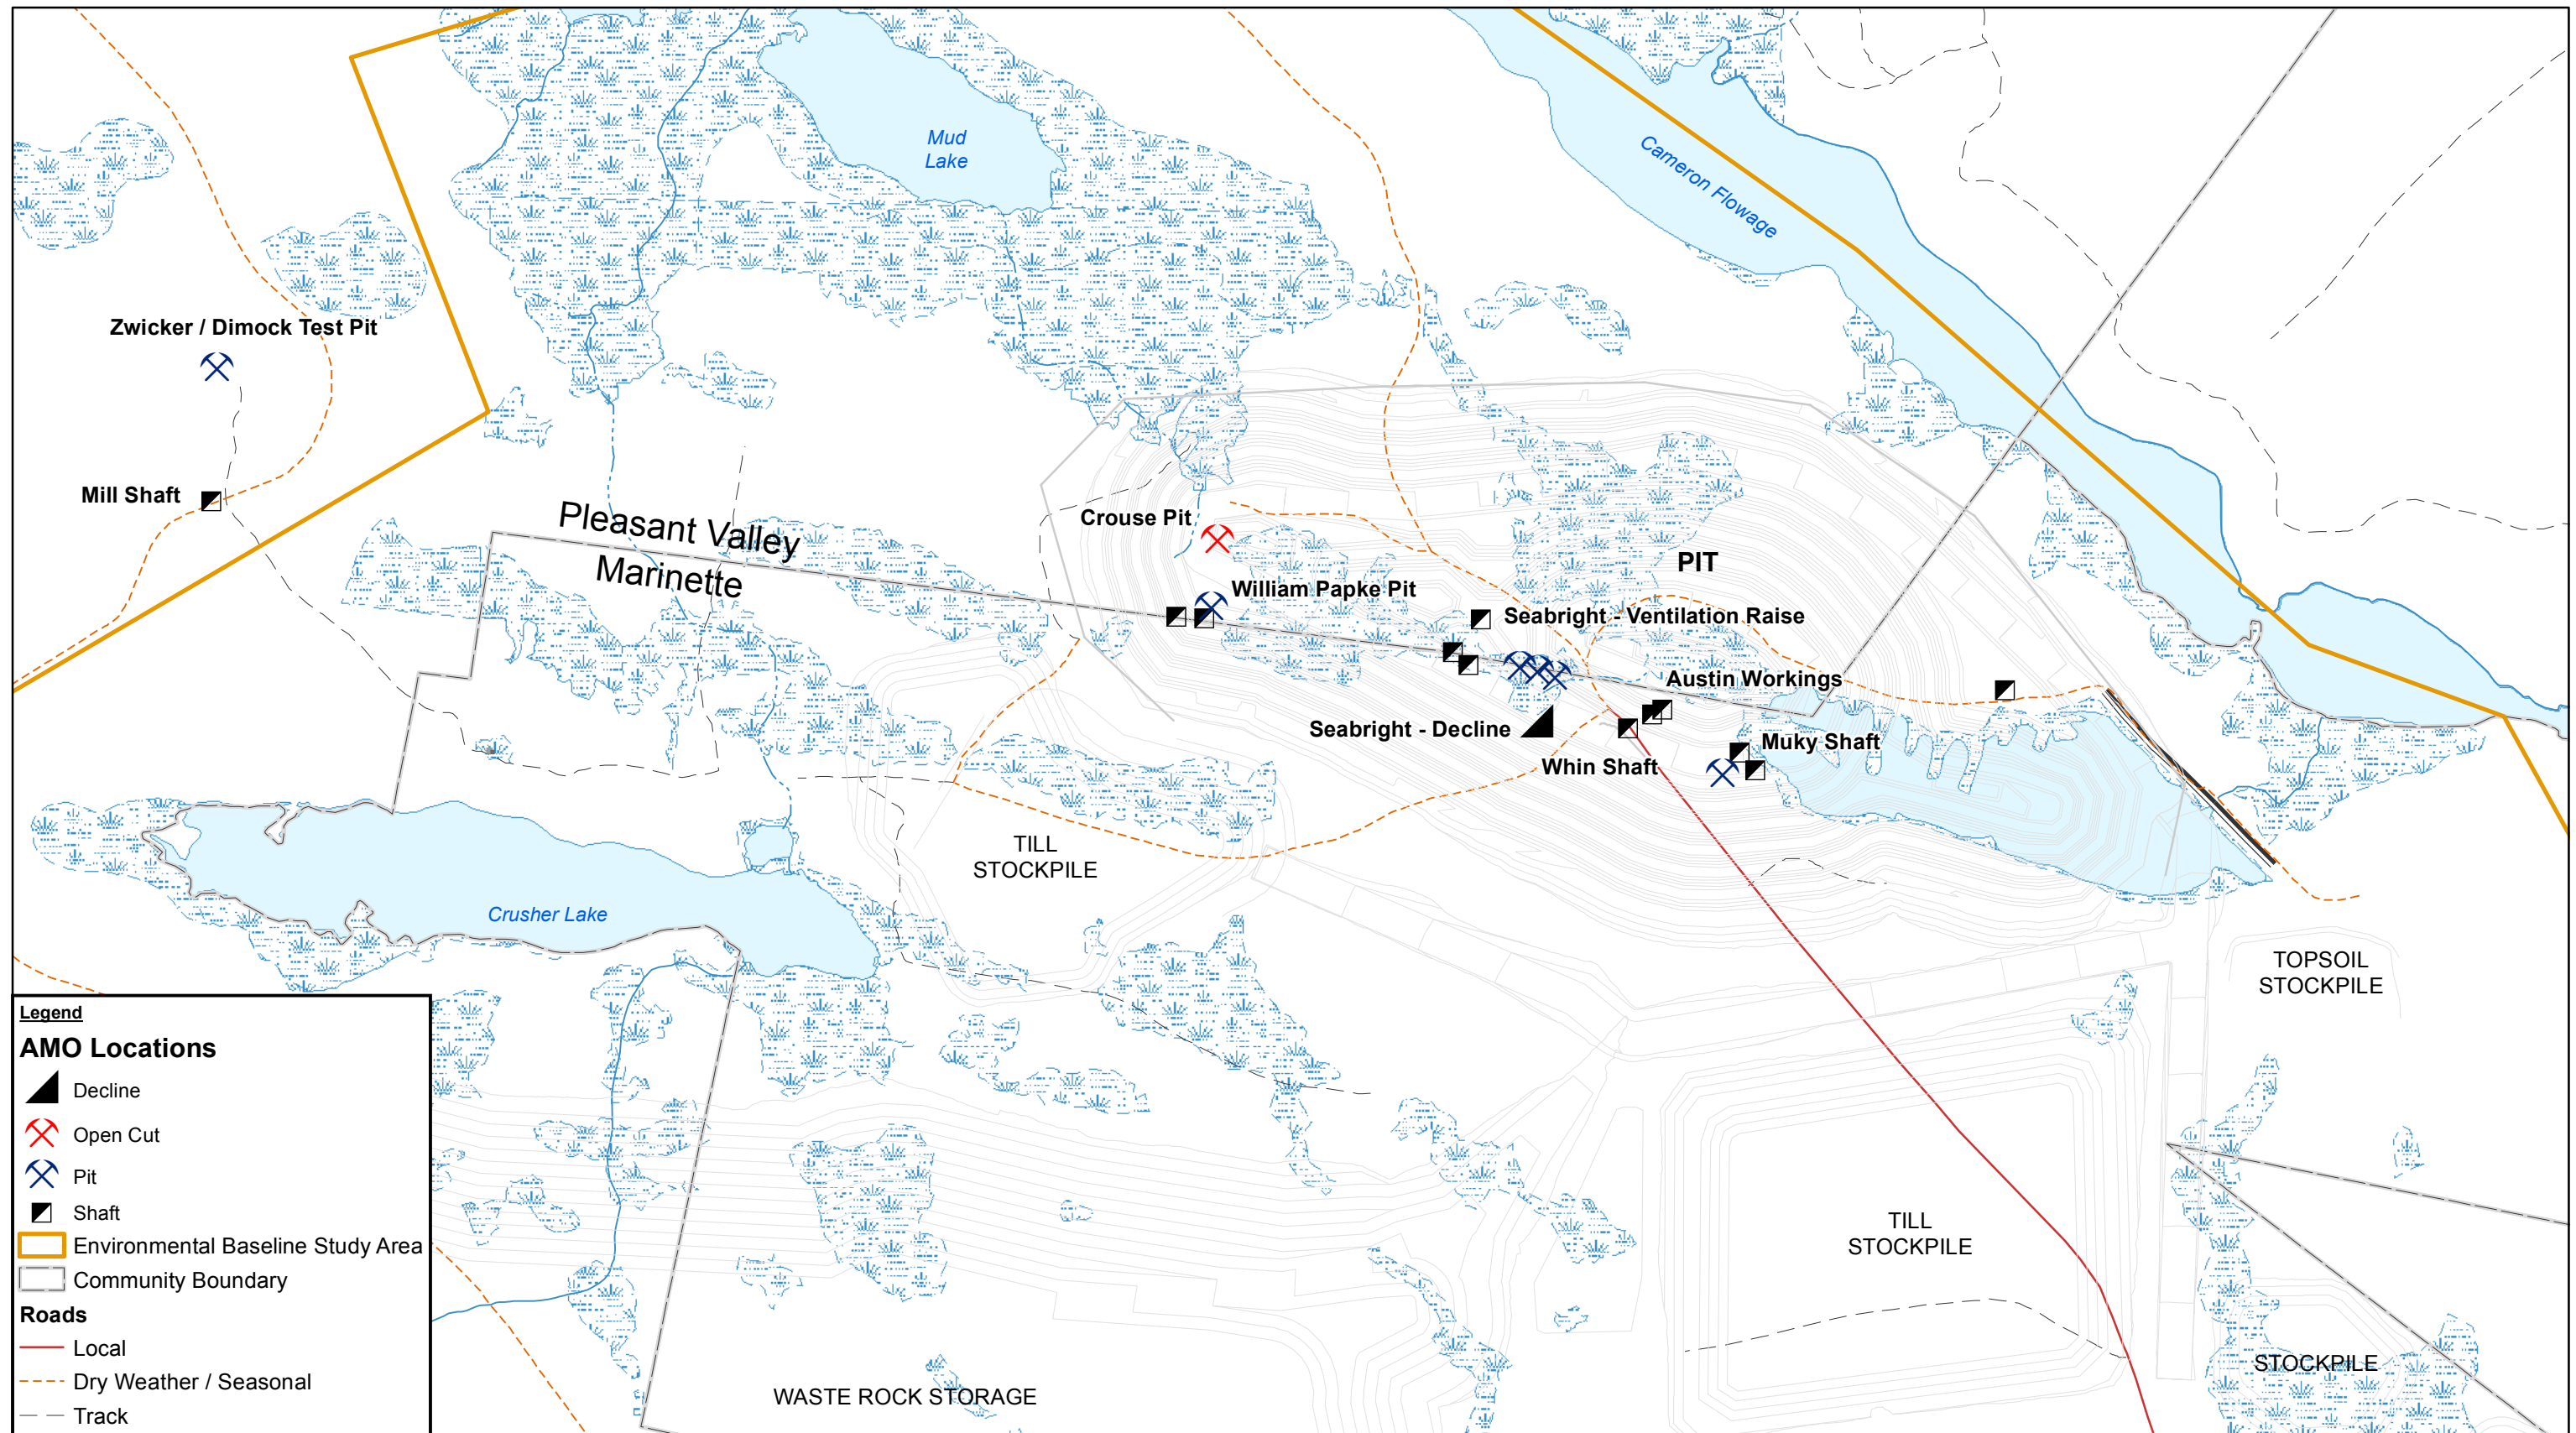 Mud
Lake
Cameron Flowage
Zwicker / Dimock Test Pit
Mill Shaft
Pleasant Valley
Marinette
Crouse Pit
PIT
William Papke Pit
Seabright - Ventilation Raise
Austin Workings
Seabright - Decline
Muky Shaft
Whin Shaft
TILL
STOCKPILE
Crusher Lake
TOPSOIL
STOCKPILE
TILL
STOCKPILE
STOCKPILE
WASTE ROCK STORAGE
Legend
AMO Locations
Decline
Open Cut
Pit
Shaft
Environmental Baseline Study Area
Community Boundary
Roads
Local
Dry Weather / Seasonal
Track